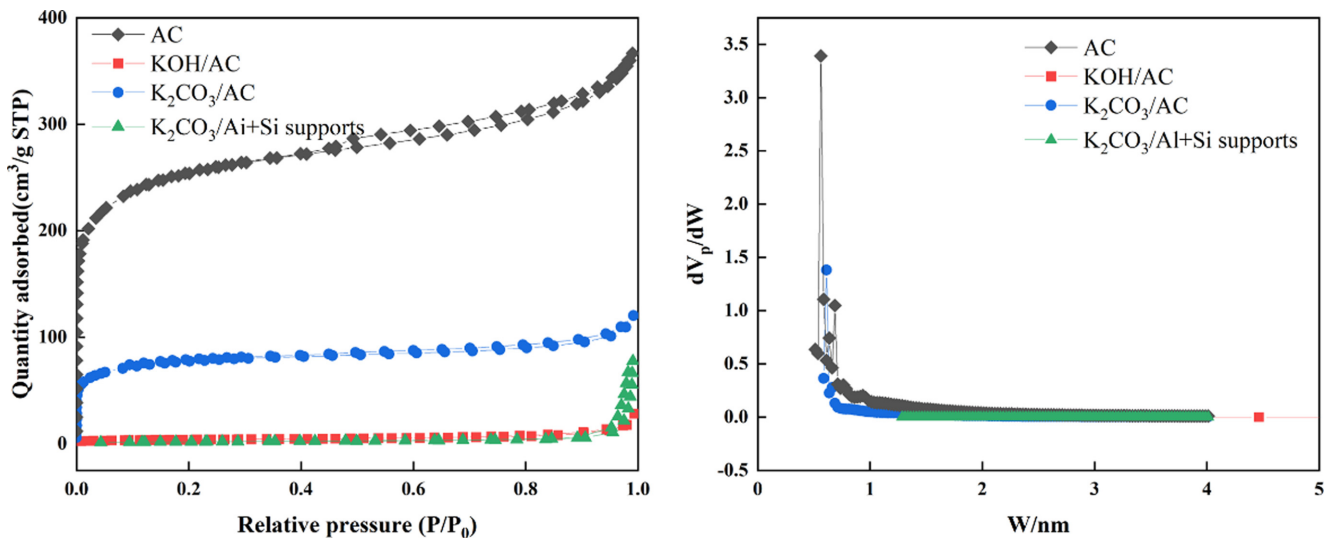 400
300
200
100
0
AC
KOH/AC
K₂CO₃/AC
K₂CO₃/Ai+Si supports
Quantity adsorbed(cm³/g STP)
0.0 0.2 0.4 0.6 0.8 1.0
Relative pressure (P/P₀)
3.5
3.0
2.5
2.0
1.5
1.0
0.5
0.0
-0.5
AC
KOH/AC
K₂CO₃/AC
K₂CO₃/Al+Si supports
dVₚ/dW
0 1 2 3 4 5
W/nm